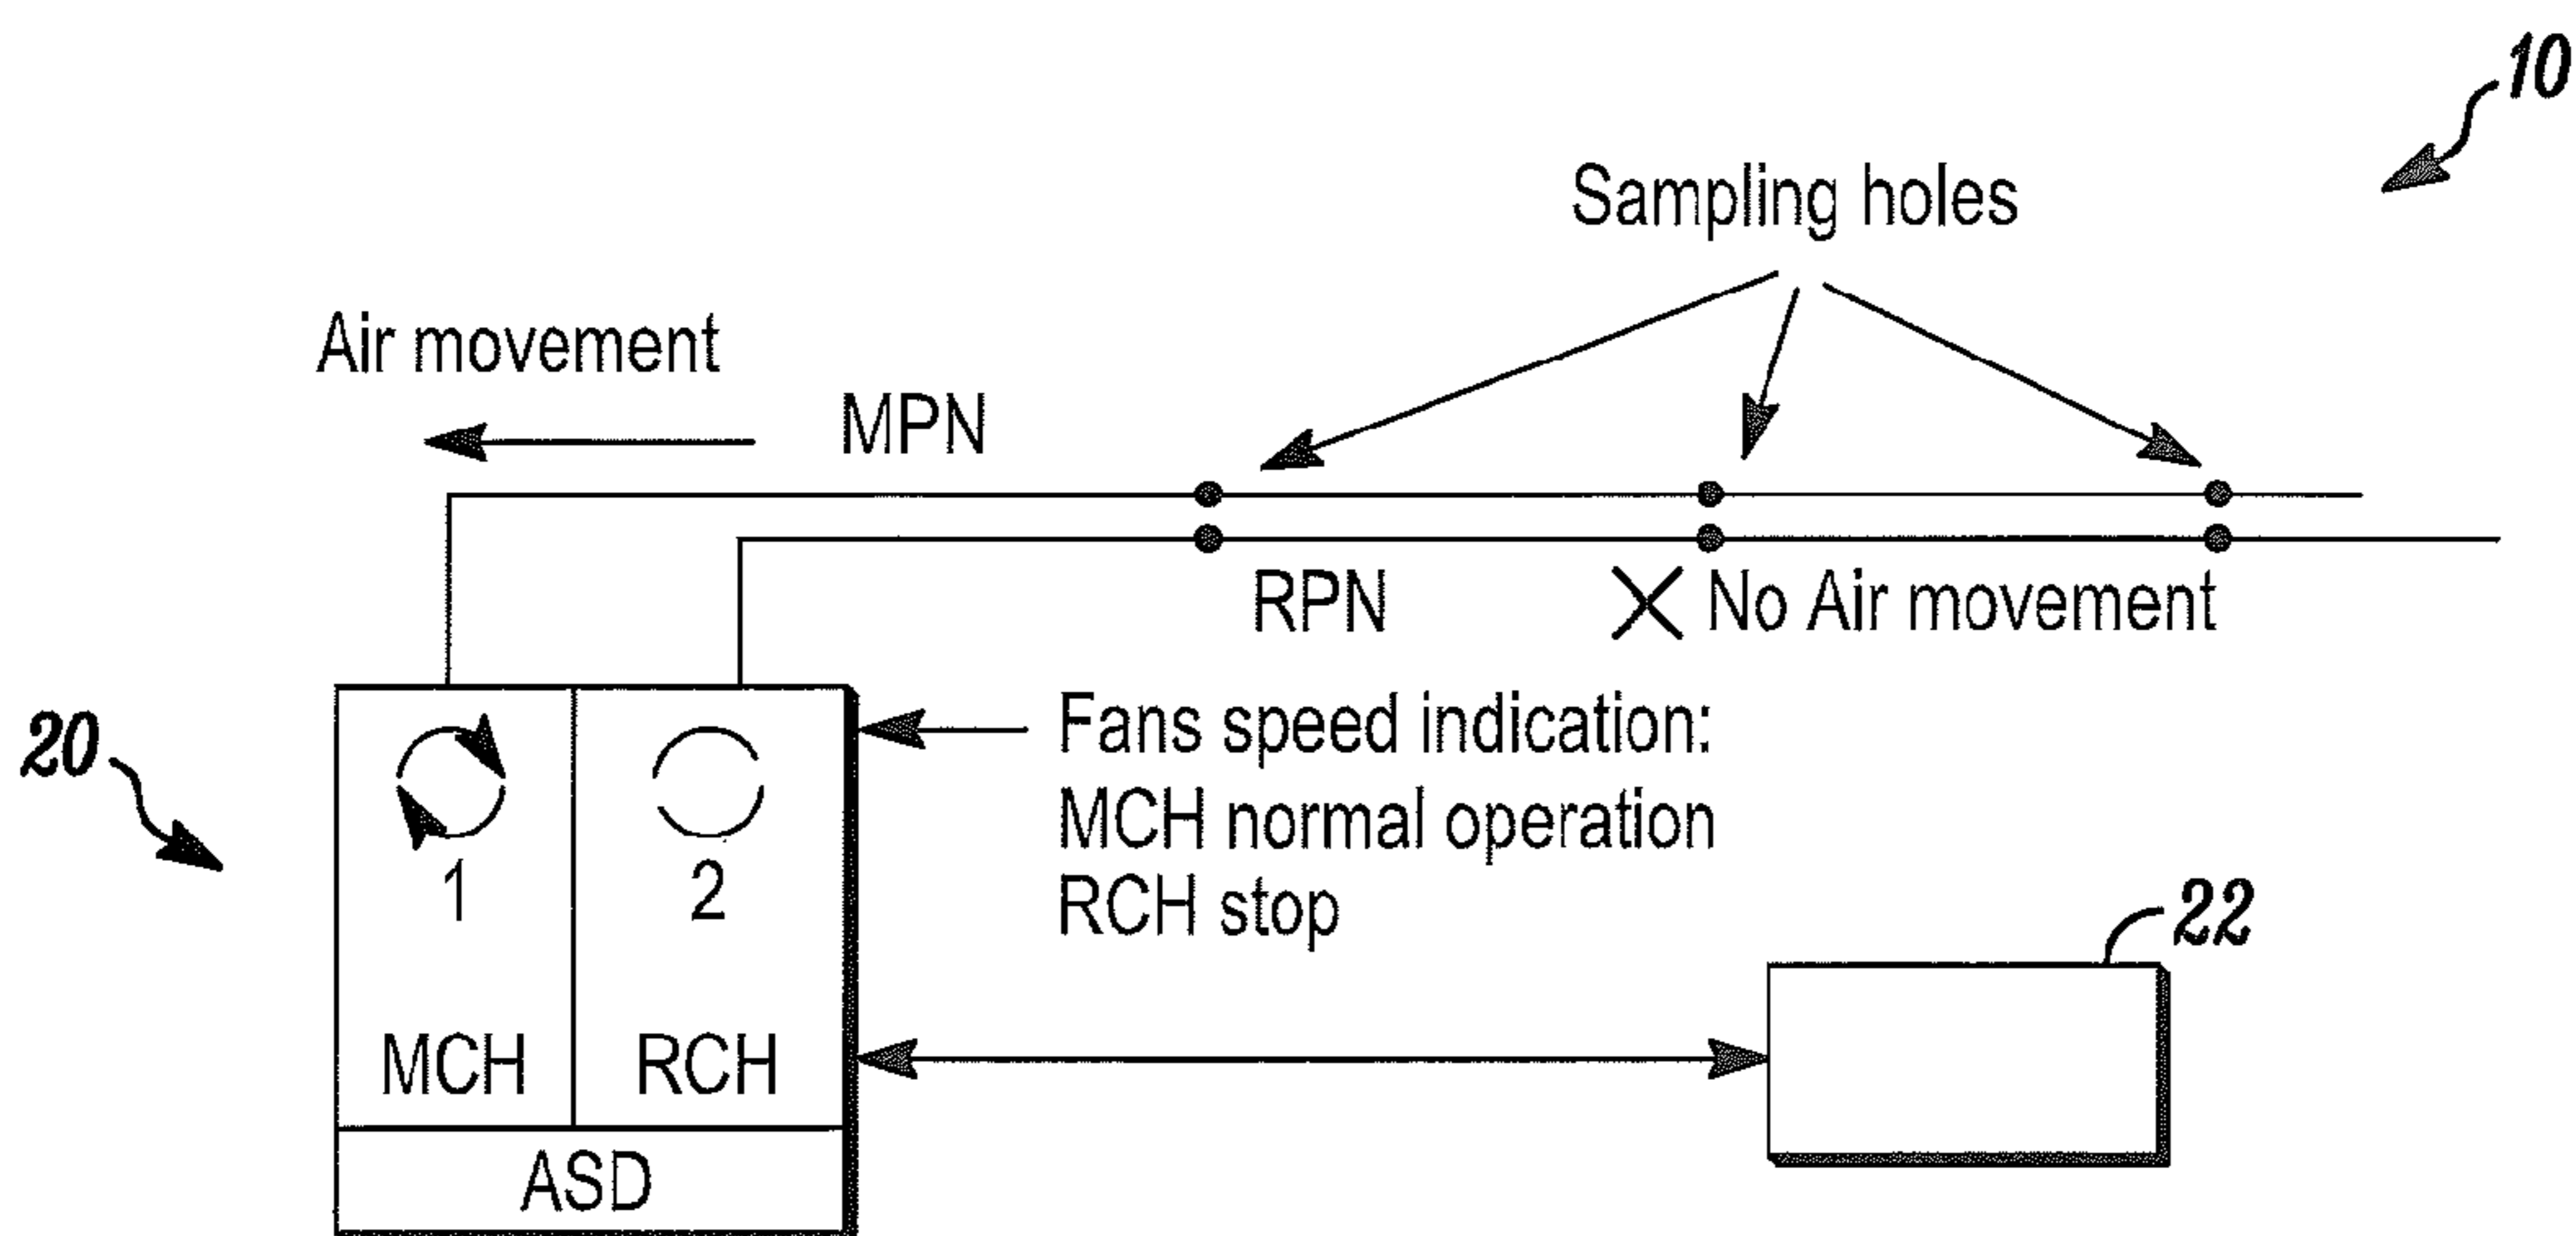 10
Sampling holes
Air movement
MPN
RPN
No Air movement
20
Fans speed indication:
MCH normal operation
RCH stop
1
2
22
MCH
RCH
ASD